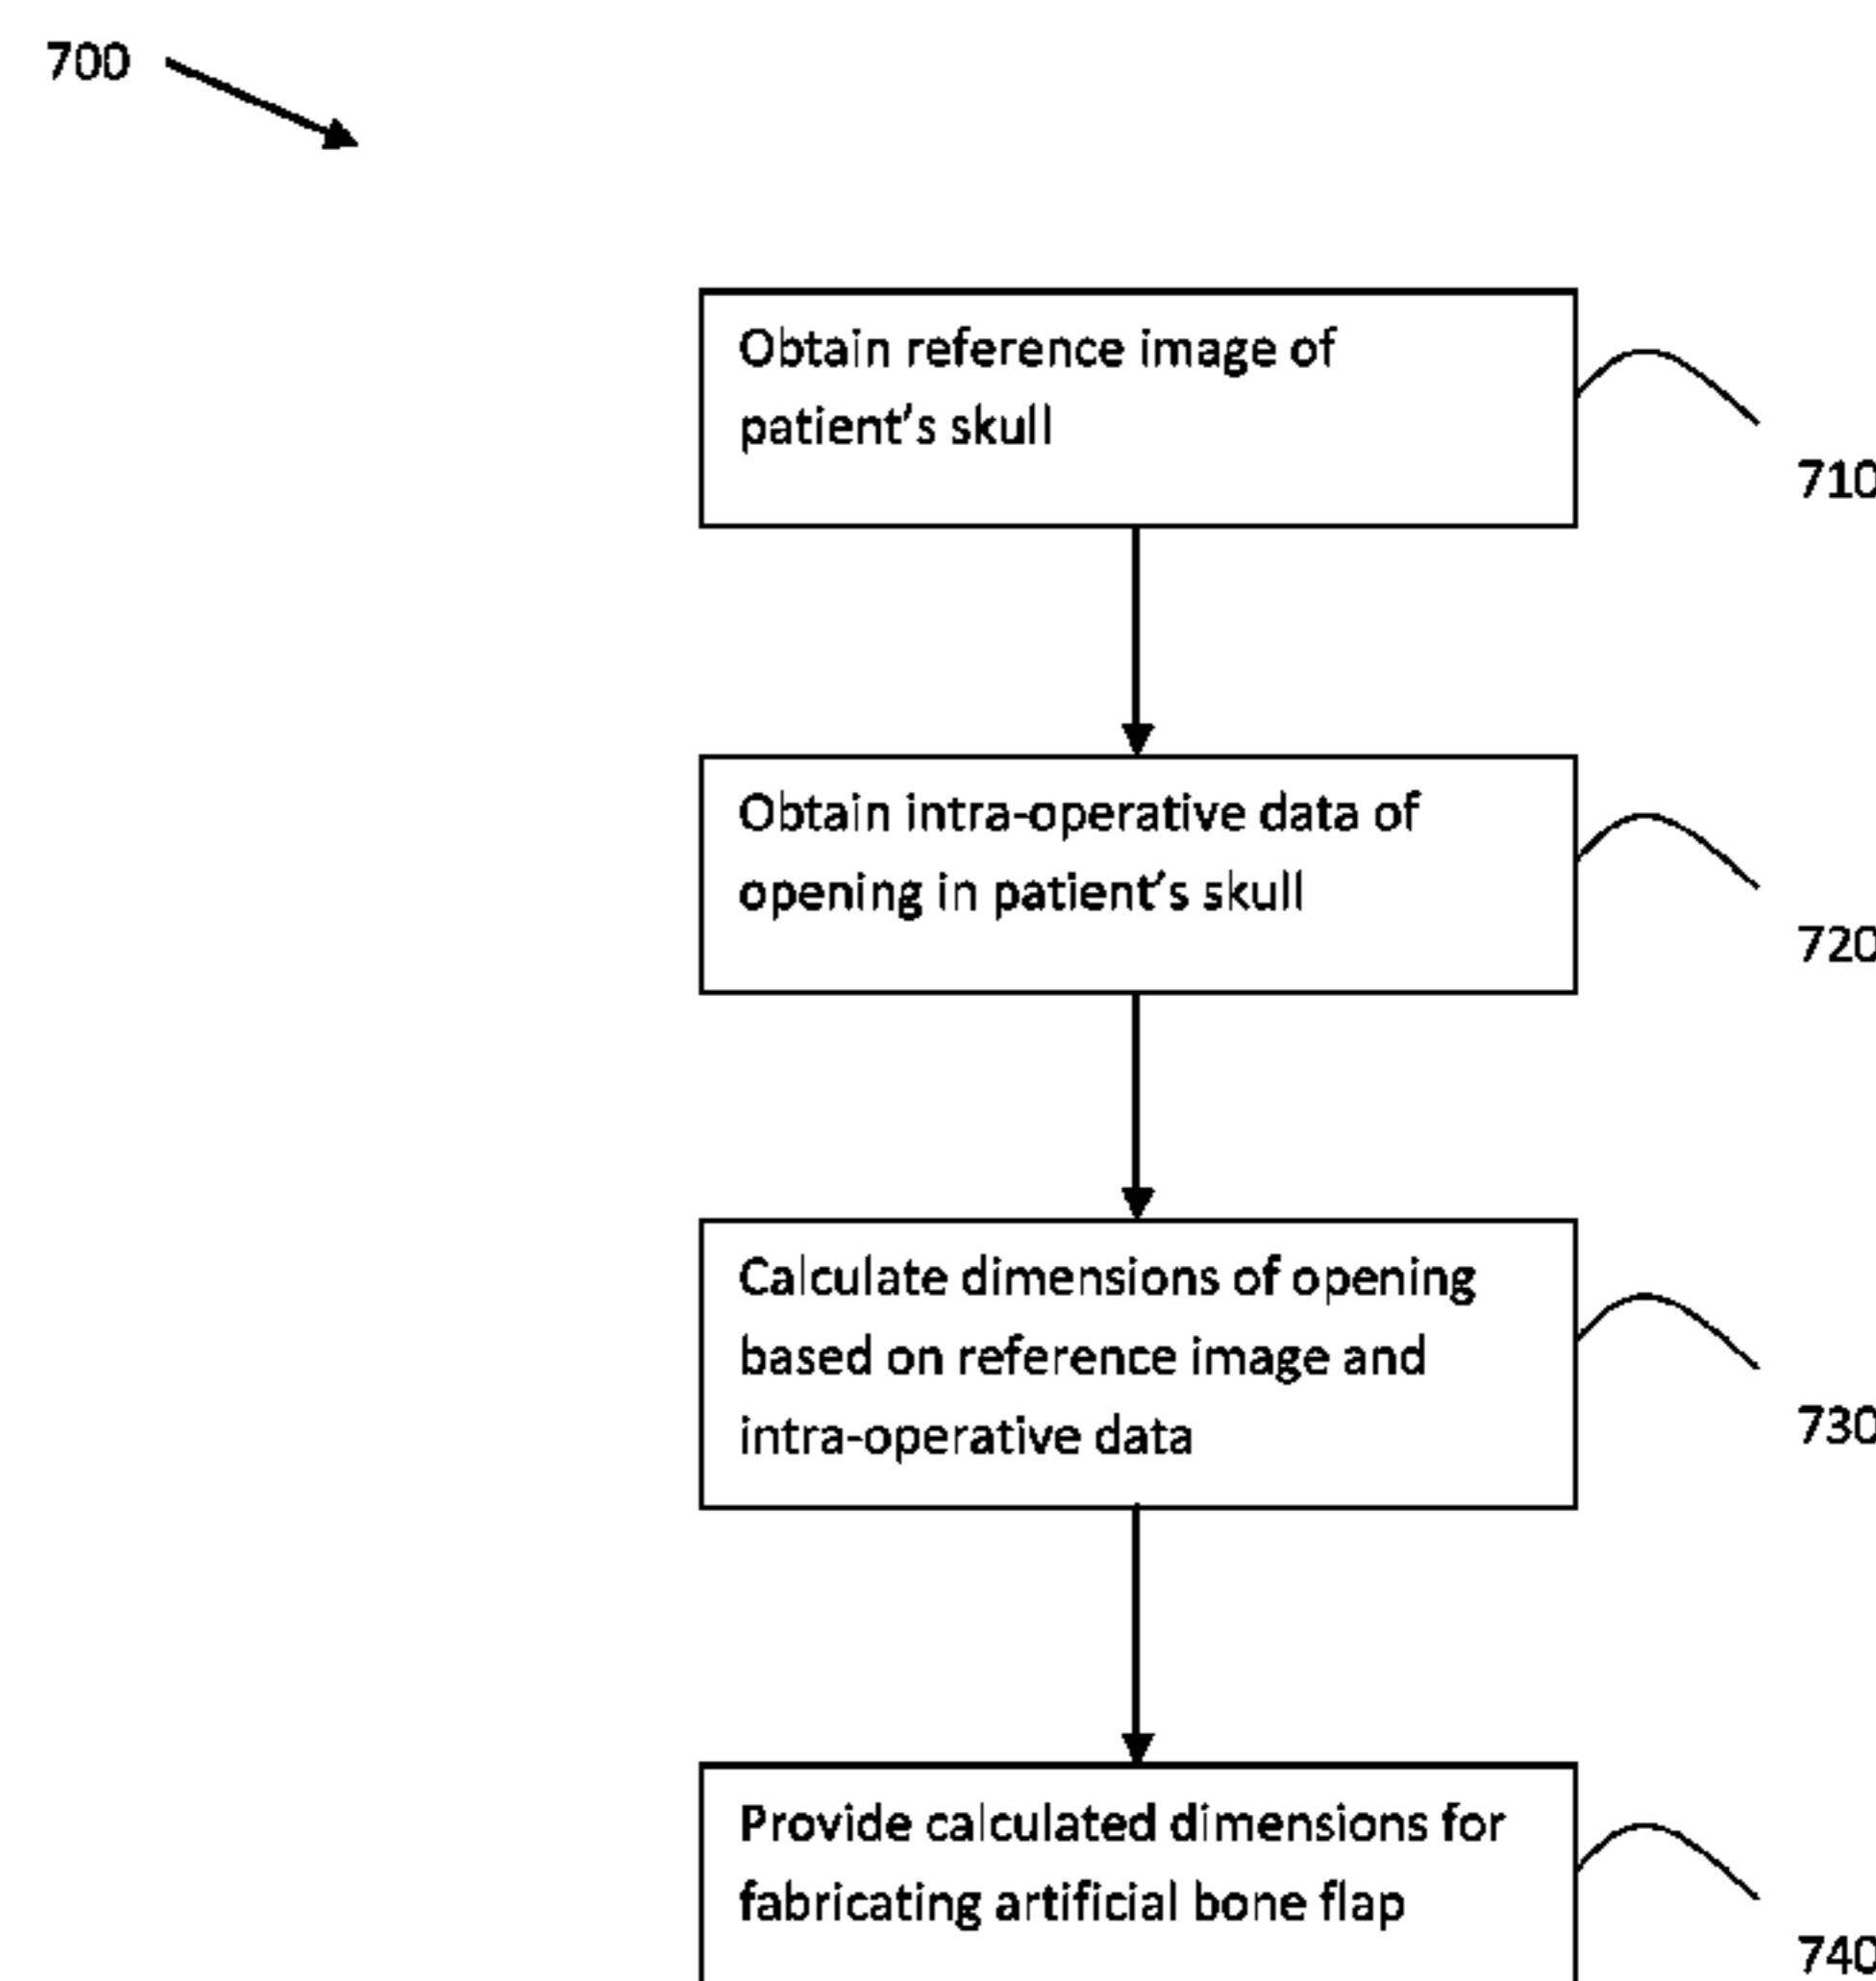 700
Obtain reference image of
patient's skull
710
Obtain intra-operative data of
opening in patient's skull
720
Calculate dimensions of opening
based on reference image and
intra-operative data
730
Provide calculated dimensions for
fabricating artificial bone flap
740